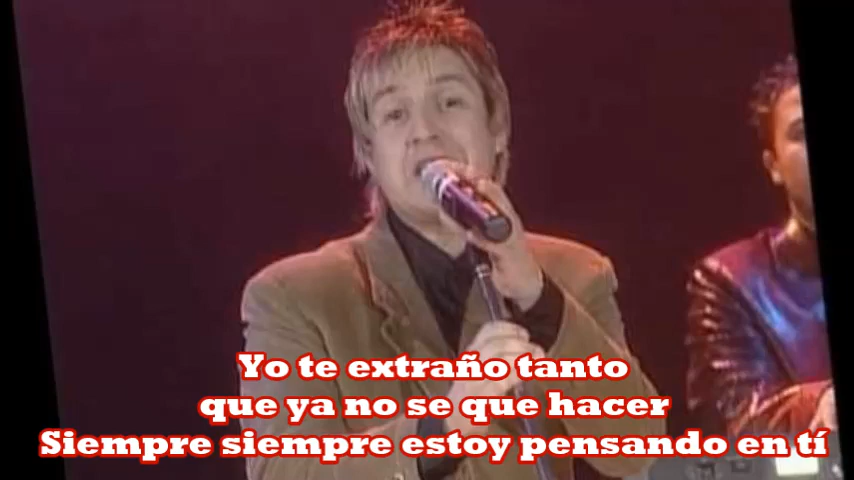 Yo te extraño tanto
que ya no se que hacer
Siempre siempre estoy pensando en tí